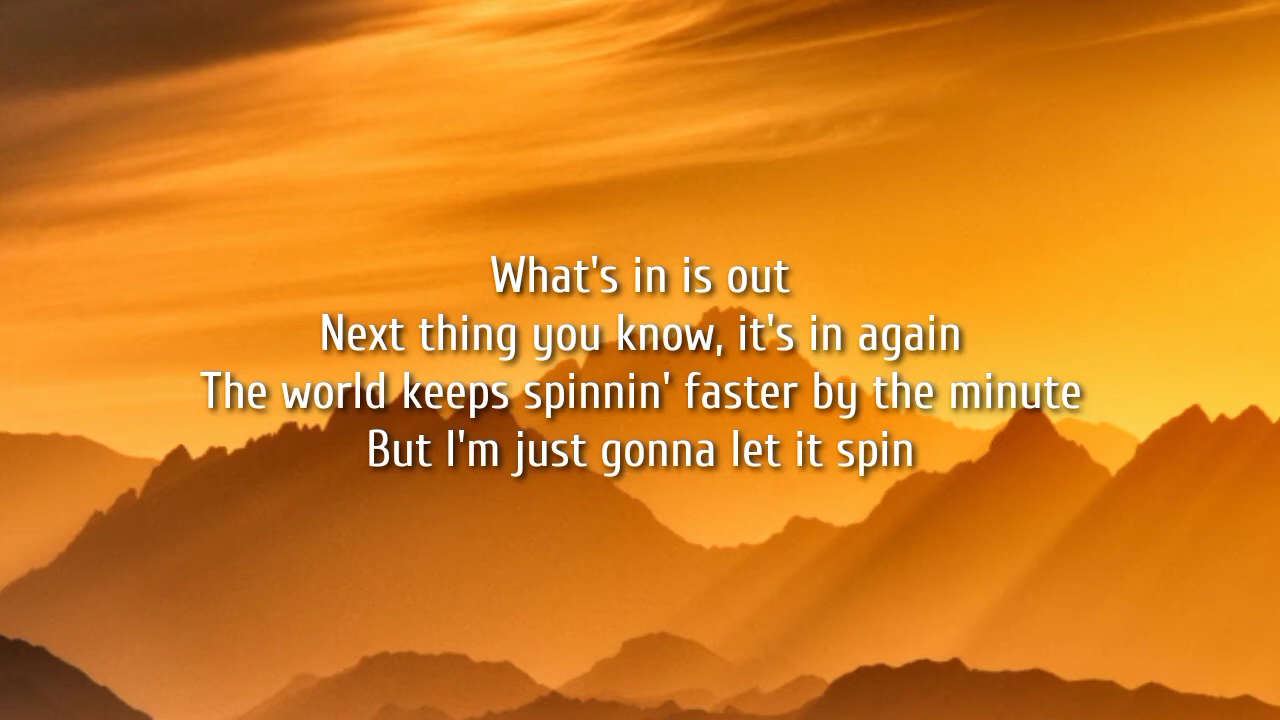 What's in is out
Next thing you know, it's in again
The world keeps spinnin' faster by the minute
But I'm just gonna let it spin